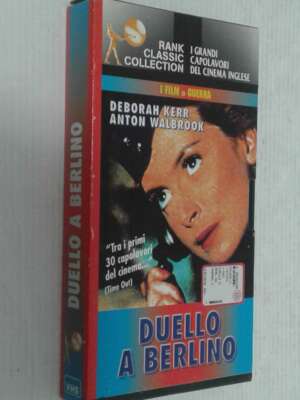 RANK
CLASSIC
COLLECTION
I GRANDI
CAPOLAVORI
DEL CINEMA INGLESE
I FILM DI GUERRA
DEBORAH KERR
ANTON WALBROOK
"Tra i primi
30 capolavori
del cinema..."
(Time Out)
DUELLO
A BERLINO
DUELLO A BERLINO
VHS